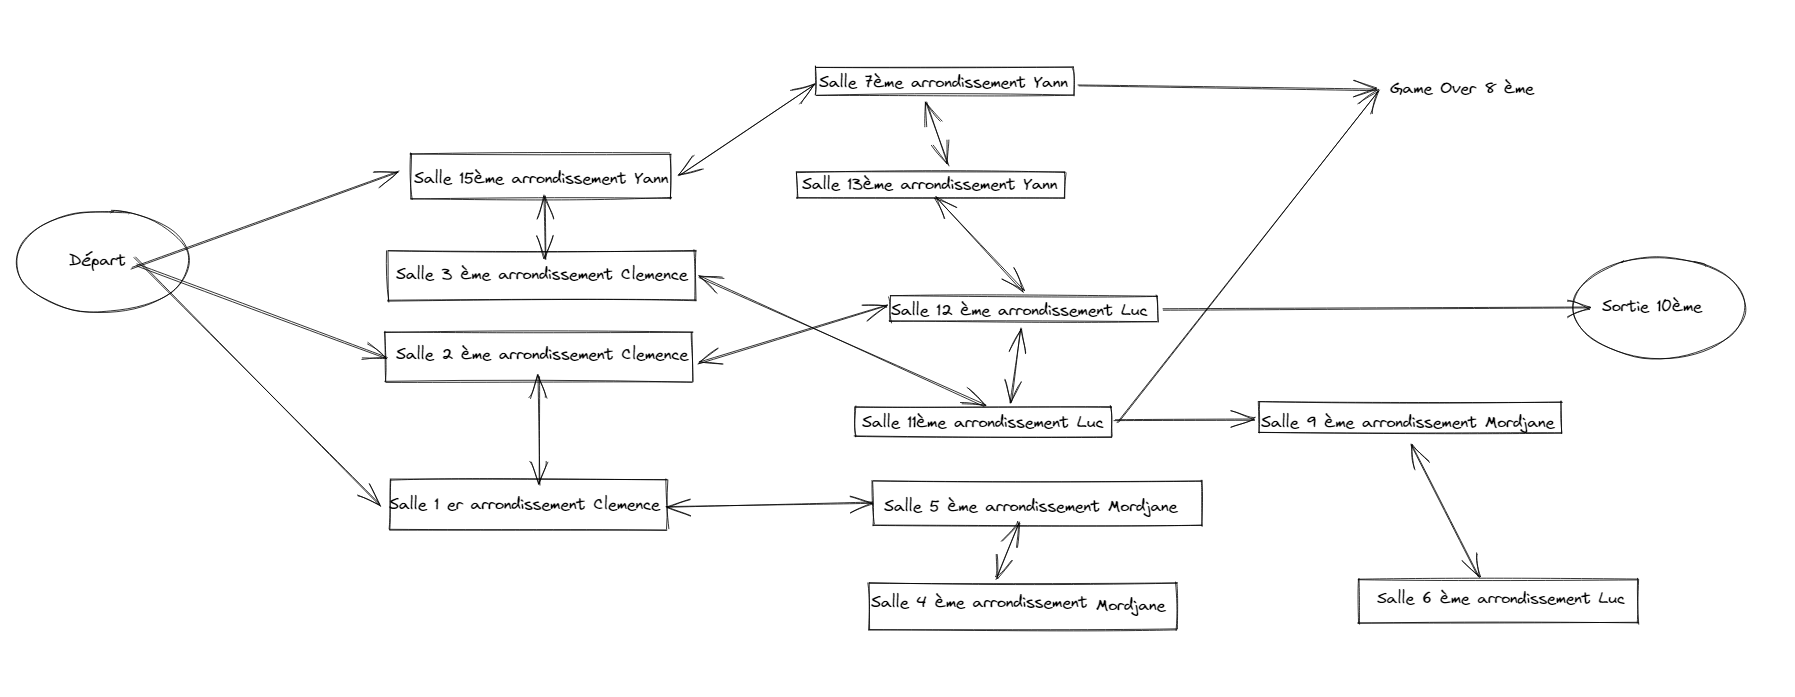 Salle 7ème arrondissement Yann
Game Over 8 ème
Salle 15ème arrondissement Yann
Salle 13ème arrondissement Yann
Départ
Salle 3 ème arrondissement Clemence
Salle 12 ème arrondissement Luc
Sortie 10ème
Salle 2 ème arrondissement Clemence
Salle 11ème arrondissement Luc
Salle 9 ème arrondissement Mordjane
Salle 1 er arrondissement Clemence
Salle 5 ème arrondissement Mordjane
Salle 4 ème arrondissement Mordjane
Salle 6 ème arrondissement Luc